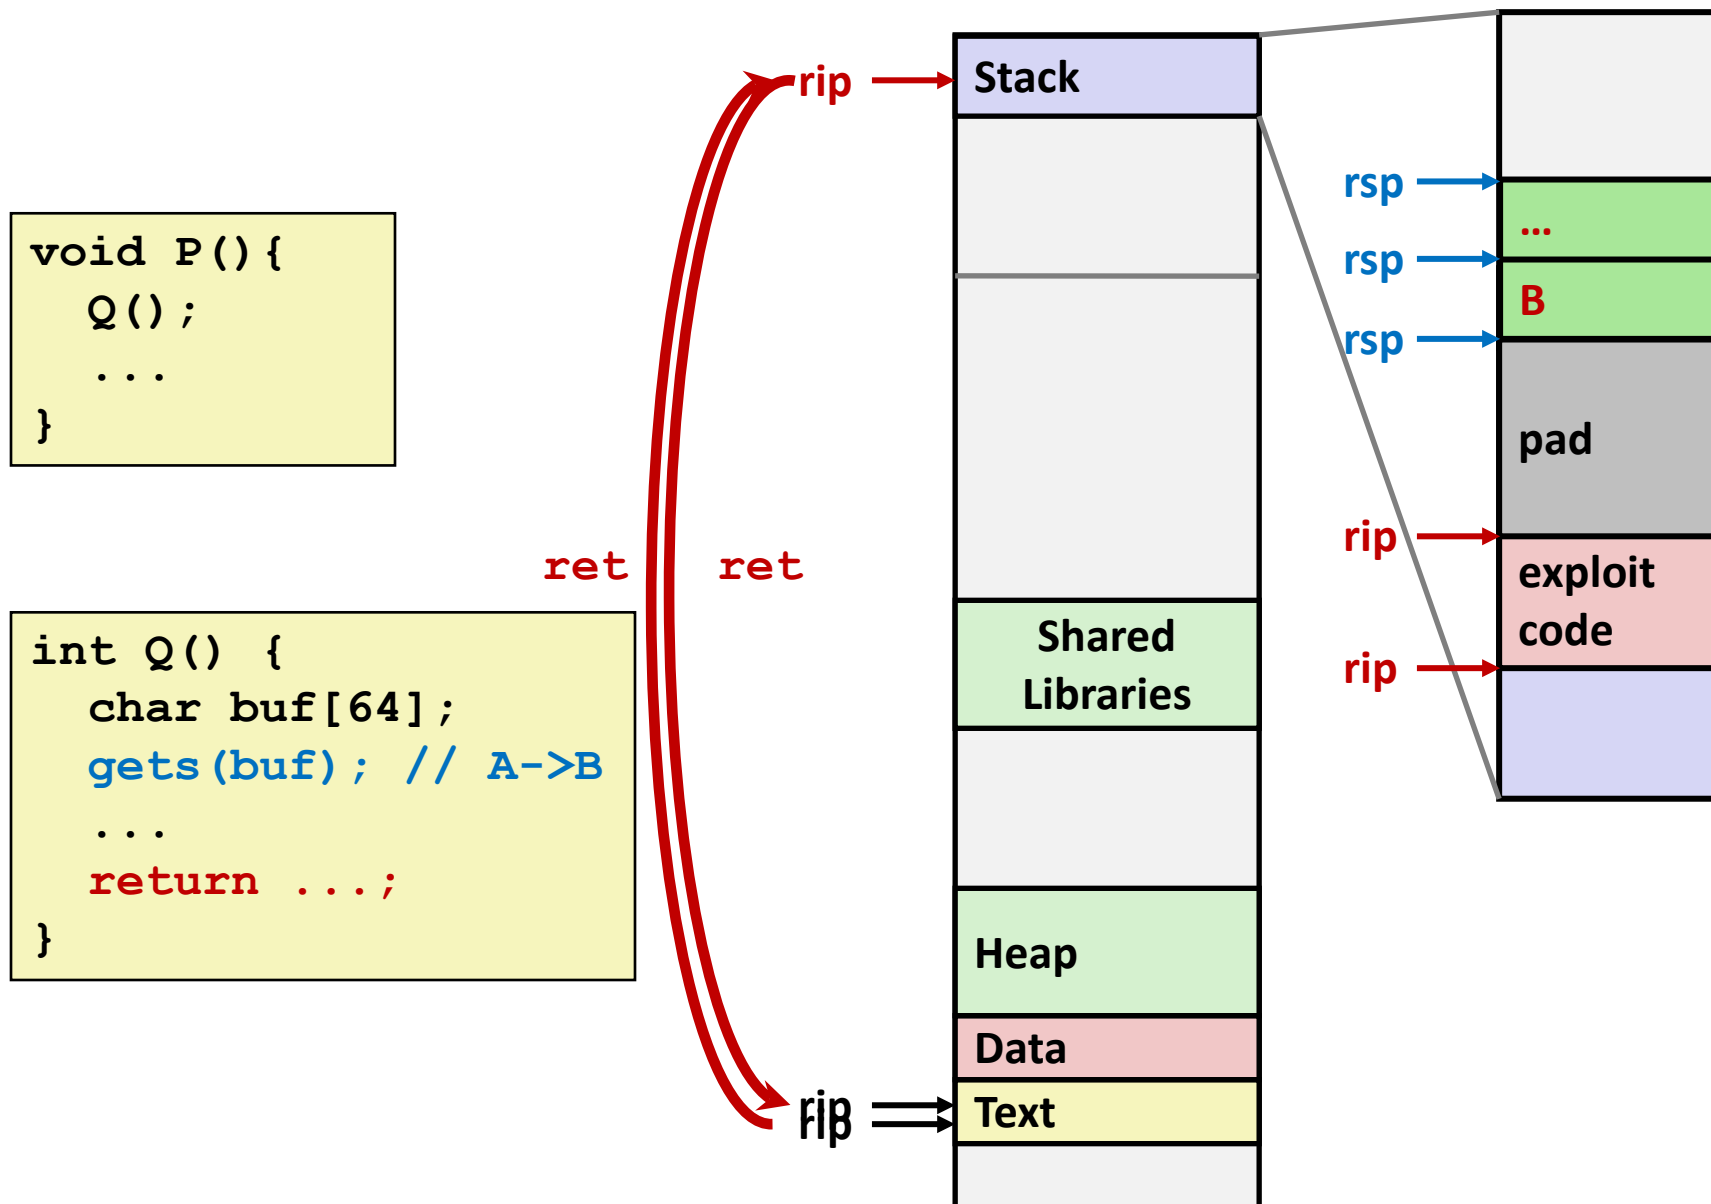 void P(){
  Q();
  ...
}
int Q() {
  char buf[64];
  gets(buf); // A->B
  ...
  return ...;
}
ret
ret
rip
rip
rip
Stack
Shared
Libraries
Heap
Data
Text
rsp
rsp
rsp
rip
rip
...
B
pad
exploit
code